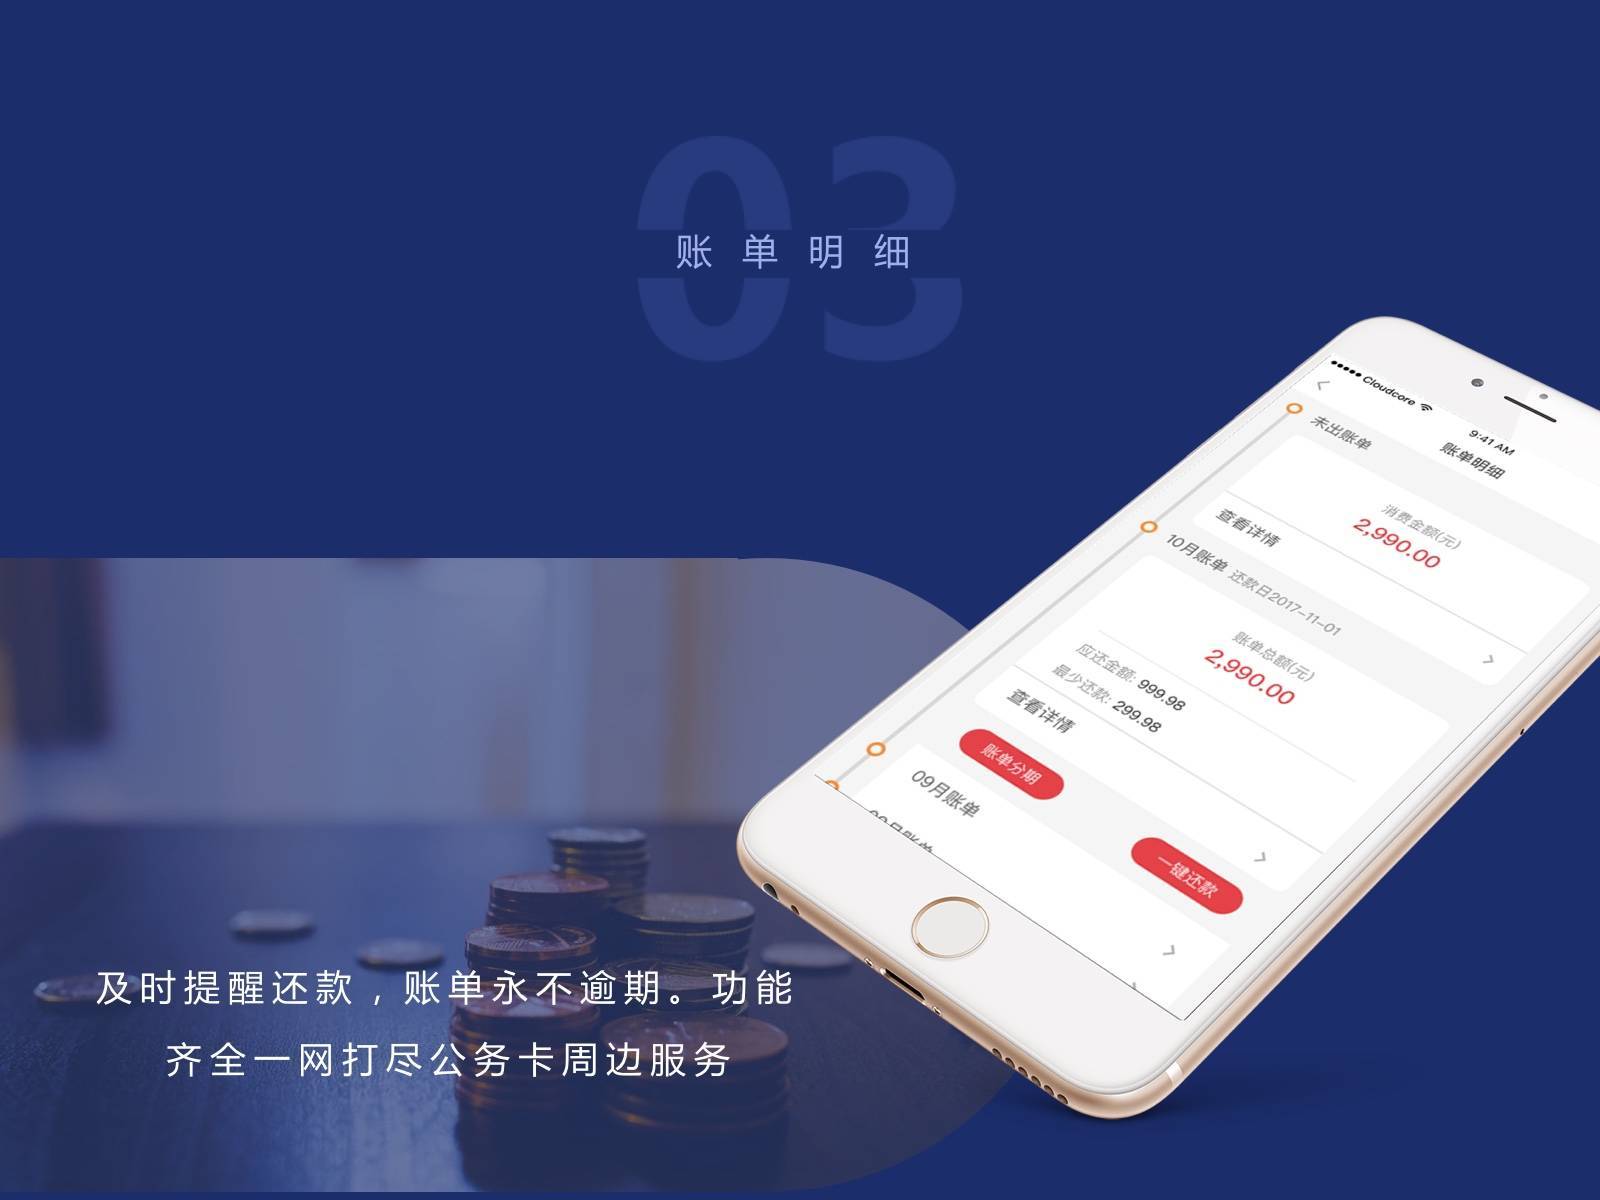 03
账单明细
Cloudcore
9:41 AM
账单明细
未出账单
消费金额(元)
2,990.00
查看详情
10月账单 还款日2017-11-01
账单总额(元)
2,990.00
应还金额: 999.98
最少还款: 299.98
查看详情
账单分期
一键还款
09月账单
及时提醒还款，账单永不逾期。功能
齐全一网打尽公务卡周边服务